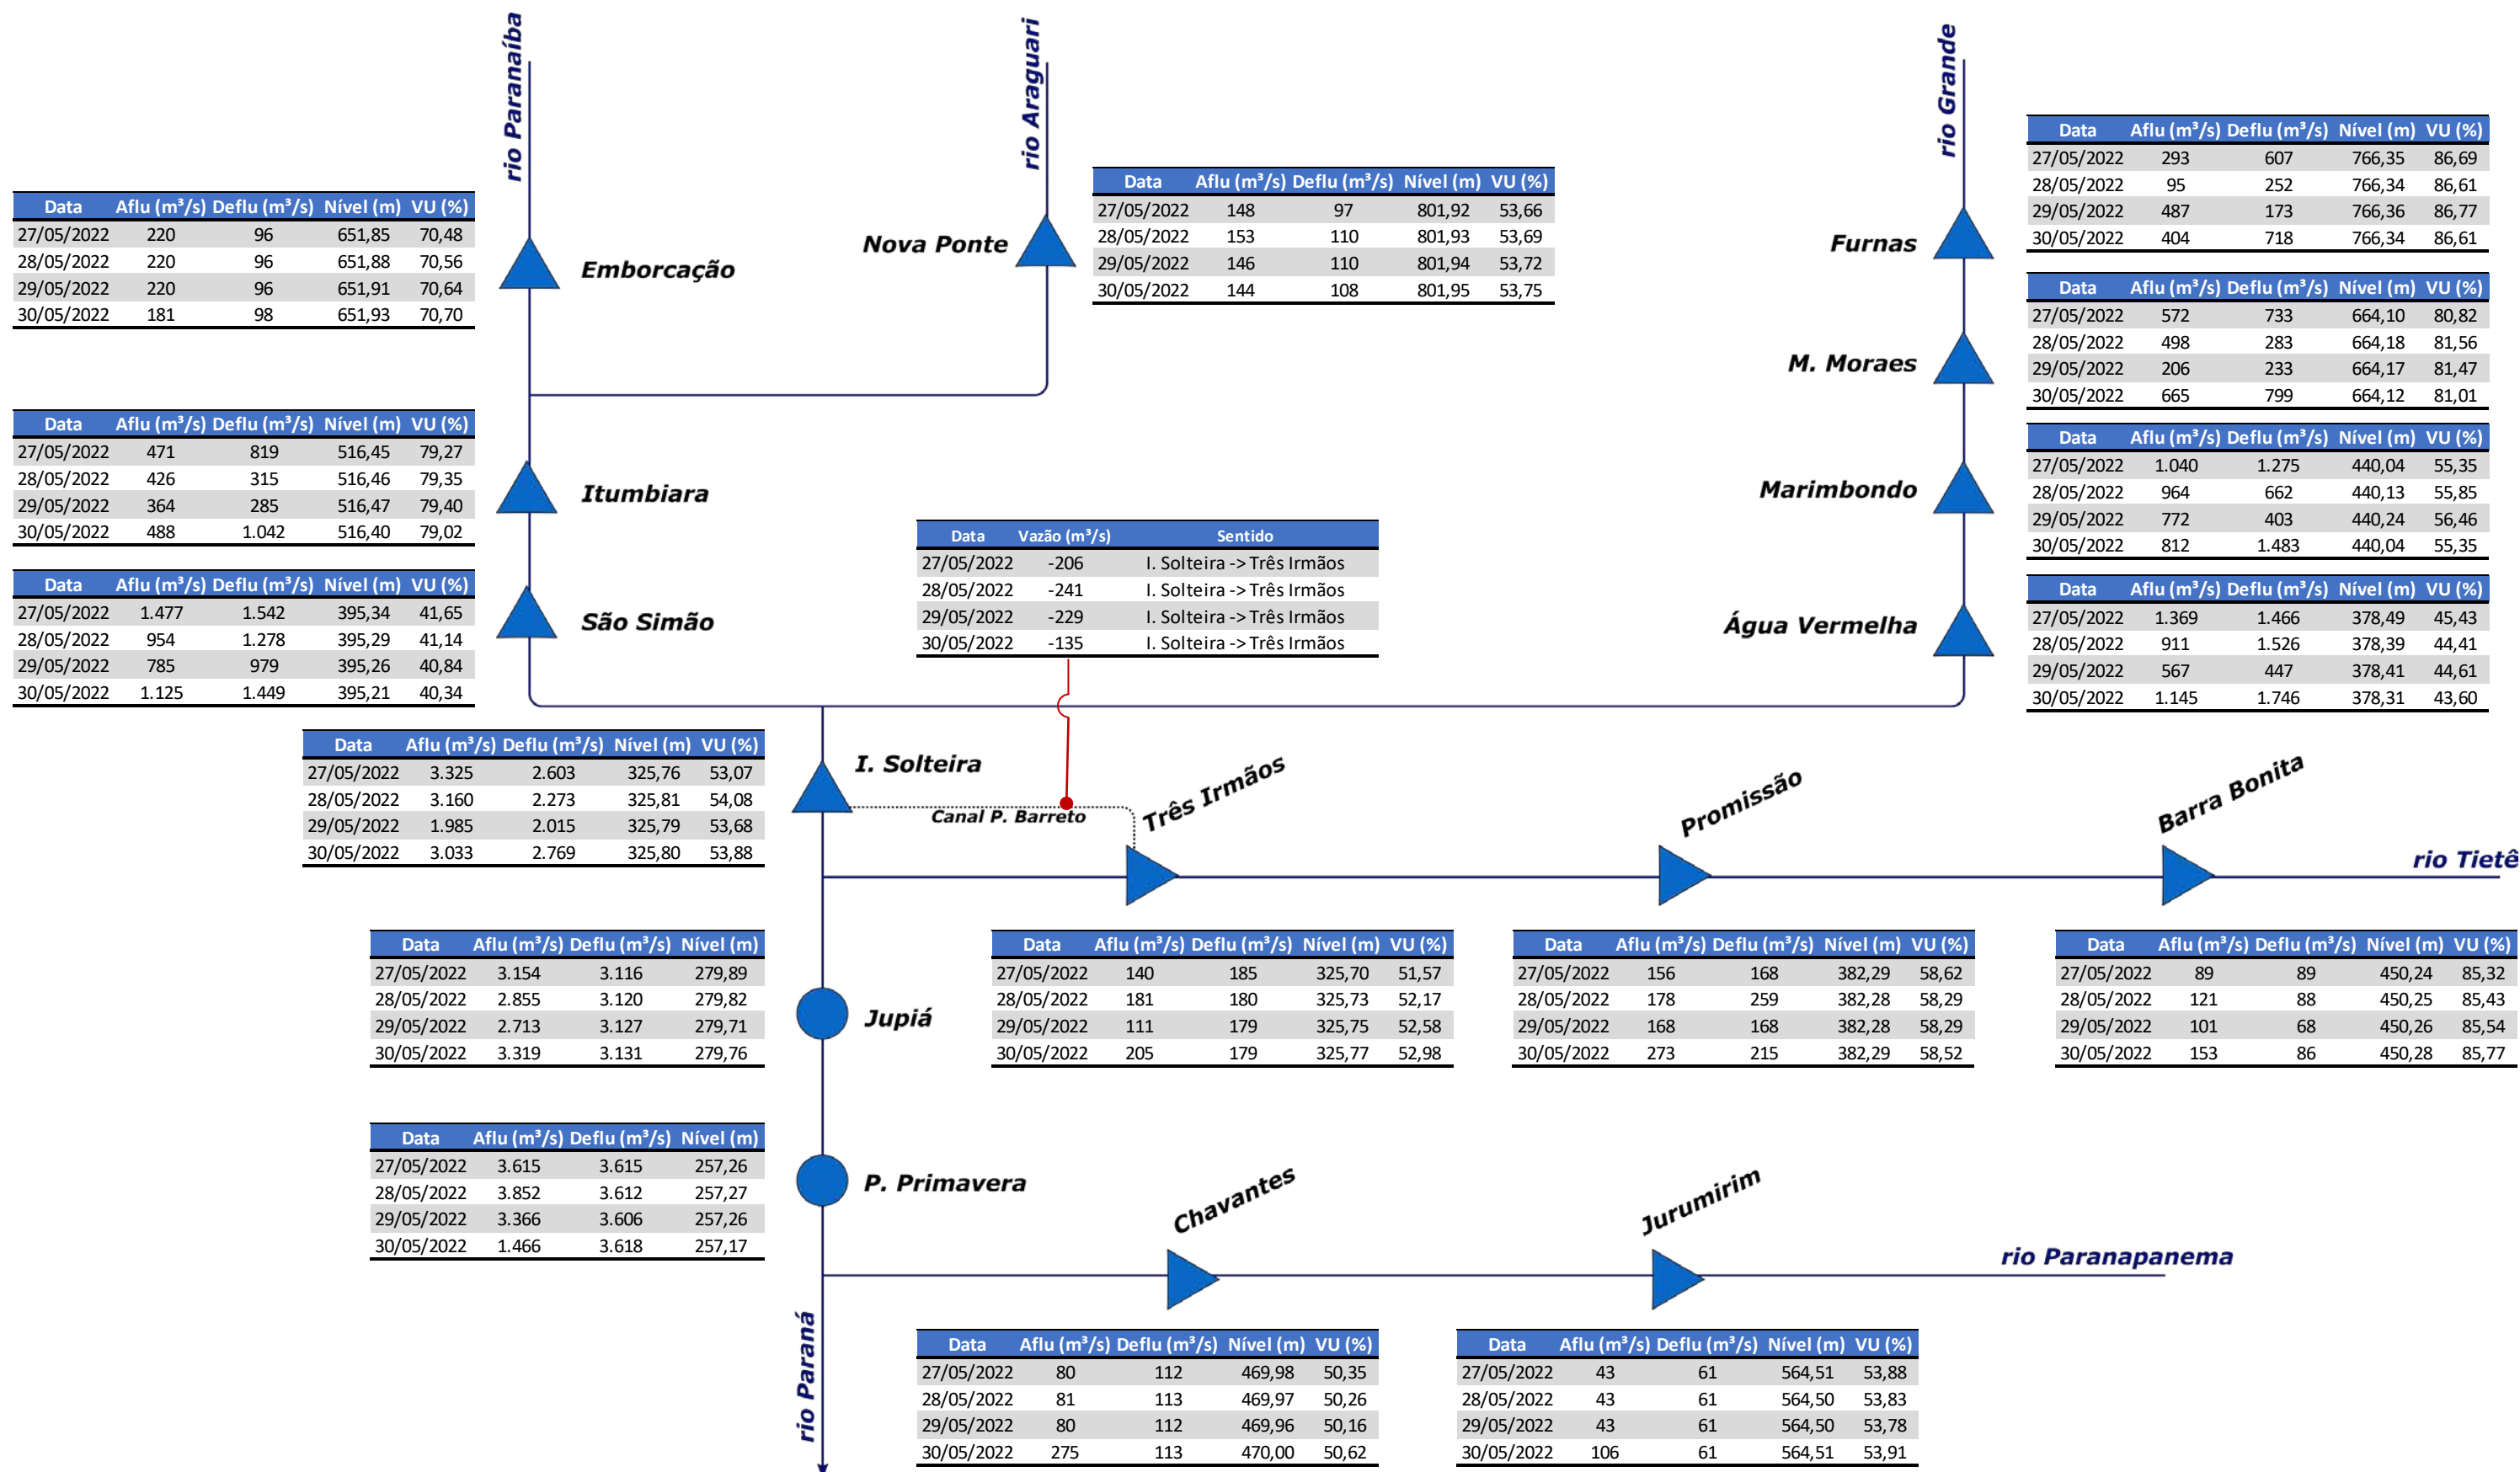 rio Paranaíba
rio Araguari
rio Grande
Data Aflu (m³/s) Deflu (m³/s) Nível (m) VU (%)
27/05/2022 293 607 766,35 86,69
28/05/2022 95 252 766,34 86,61
29/05/2022 487 173 766,36 86,77
30/05/2022 404 718 766,34 86,61
Furnas
Data Aflu (m³/s) Deflu (m³/s) Nível (m) VU (%)
27/05/2022 148 97 801,92 53,66
28/05/2022 153 110 801,93 53,69
29/05/2022 146 110 801,94 53,72
30/05/2022 144 108 801,95 53,75
Nova Ponte
Data Aflu (m³/s) Deflu (m³/s) Nível (m) VU (%)
27/05/2022 220 96 651,85 70,48
28/05/2022 220 96 651,88 70,56
29/05/2022 220 96 651,91 70,64
30/05/2022 181 98 651,93 70,70
Emborcação
Data Aflu (m³/s) Deflu (m³/s) Nível (m) VU (%)
27/05/2022 572 733 664,10 80,82
28/05/2022 498 283 664,18 81,56
29/05/2022 206 233 664,17 81,47
30/05/2022 665 799 664,12 81,01
M. Moraes
Data Aflu (m³/s) Deflu (m³/s) Nível (m) VU (%)
27/05/2022 471 819 516,45 79,27
28/05/2022 426 315 516,46 79,35
29/05/2022 364 285 516,47 79,40
30/05/2022 488 1.042 516,40 79,02
Itumbiara
Data Aflu (m³/s) Deflu (m³/s) Nível (m) VU (%)
27/05/2022 1.040 1.275 440,04 55,35
28/05/2022 964 662 440,13 55,85
29/05/2022 772 403 440,24 56,46
30/05/2022 812 1.483 440,04 55,35
Marimbondo
Data Vazão (m³/s) Sentido
27/05/2022 -206 I. Solteira -> Três Irmãos
28/05/2022 -241 I. Solteira -> Três Irmãos
29/05/2022 -229 I. Solteira -> Três Irmãos
30/05/2022 -135 I. Solteira -> Três Irmãos
Data Aflu (m³/s) Deflu (m³/s) Nível (m) VU (%)
27/05/2022 1.477 1.542 395,34 41,65
28/05/2022 954 1.278 395,29 41,14
29/05/2022 785 979 395,26 40,84
30/05/2022 1.125 1.449 395,21 40,34
São Simão
Data Aflu (m³/s) Deflu (m³/s) Nível (m) VU (%)
27/05/2022 1.369 1.466 378,49 45,43
28/05/2022 911 1.526 378,39 44,41
29/05/2022 567 447 378,41 44,61
30/05/2022 1.145 1.746 378,31 43,60
Água Vermelha
Data Aflu (m³/s) Deflu (m³/s) Nível (m) VU (%)
27/05/2022 3.325 2.603 325,76 53,07
28/05/2022 3.160 2.273 325,81 54,08
29/05/2022 1.985 2.015 325,79 53,68
30/05/2022 3.033 2.769 325,80 53,88
I. Solteira
Canal P. Barreto
Três Irmãos
Promissão
Barra Bonita
rio Tietê
Data Aflu (m³/s) Deflu (m³/s) Nível (m)
27/05/2022 3.154 3.116 279,89
28/05/2022 2.855 3.120 279,82
29/05/2022 2.713 3.127 279,71
30/05/2022 3.319 3.131 279,76
Jupiá
Data Aflu (m³/s) Deflu (m³/s) Nível (m) VU (%)
27/05/2022 140 185 325,70 51,57
28/05/2022 181 180 325,73 52,17
29/05/2022 111 179 325,75 52,58
30/05/2022 205 179 325,77 52,98
Data Aflu (m³/s) Deflu (m³/s) Nível (m) VU (%)
27/05/2022 156 168 382,29 58,62
28/05/2022 178 259 382,28 58,29
29/05/2022 168 168 382,28 58,29
30/05/2022 273 215 382,29 58,52
Data Aflu (m³/s) Deflu (m³/s) Nível (m) VU (%)
27/05/2022 89 89 450,24 85,32
28/05/2022 121 88 450,25 85,43
29/05/2022 101 68 450,26 85,54
30/05/2022 153 86 450,28 85,77
Data Aflu (m³/s) Deflu (m³/s) Nível (m)
27/05/2022 3.615 3.615 257,26
28/05/2022 3.852 3.612 257,27
29/05/2022 3.366 3.606 257,26
30/05/2022 1.466 3.618 257,17
P. Primavera
Chavantes
Jurumirim
rio Paranapanema
rio Paraná
Data Aflu (m³/s) Deflu (m³/s) Nível (m) VU (%)
27/05/2022 80 112 469,98 50,35
28/05/2022 81 113 469,97 50,26
29/05/2022 80 112 469,96 50,16
30/05/2022 275 113 470,00 50,62
Data Aflu (m³/s) Deflu (m³/s) Nível (m) VU (%)
27/05/2022 43 61 564,51 53,88
28/05/2022 43 61 564,50 53,83
29/05/2022 43 61 564,50 53,78
30/05/2022 106 61 564,51 53,91